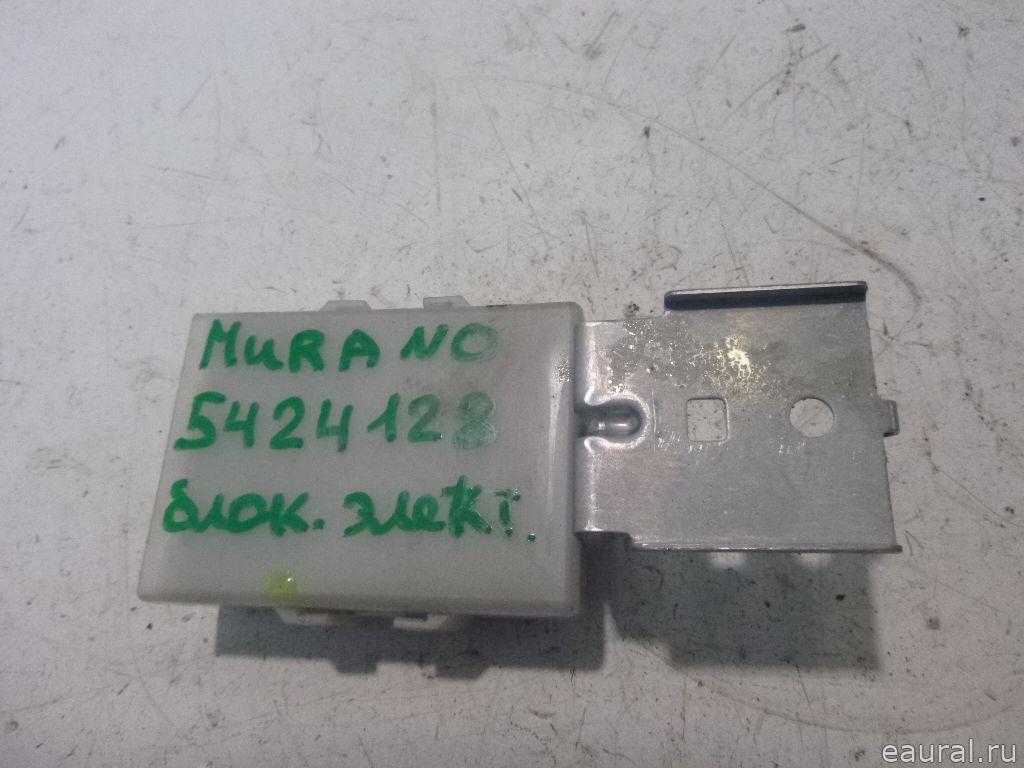 MURANO
5424128
блок. элект.
eaural.ru